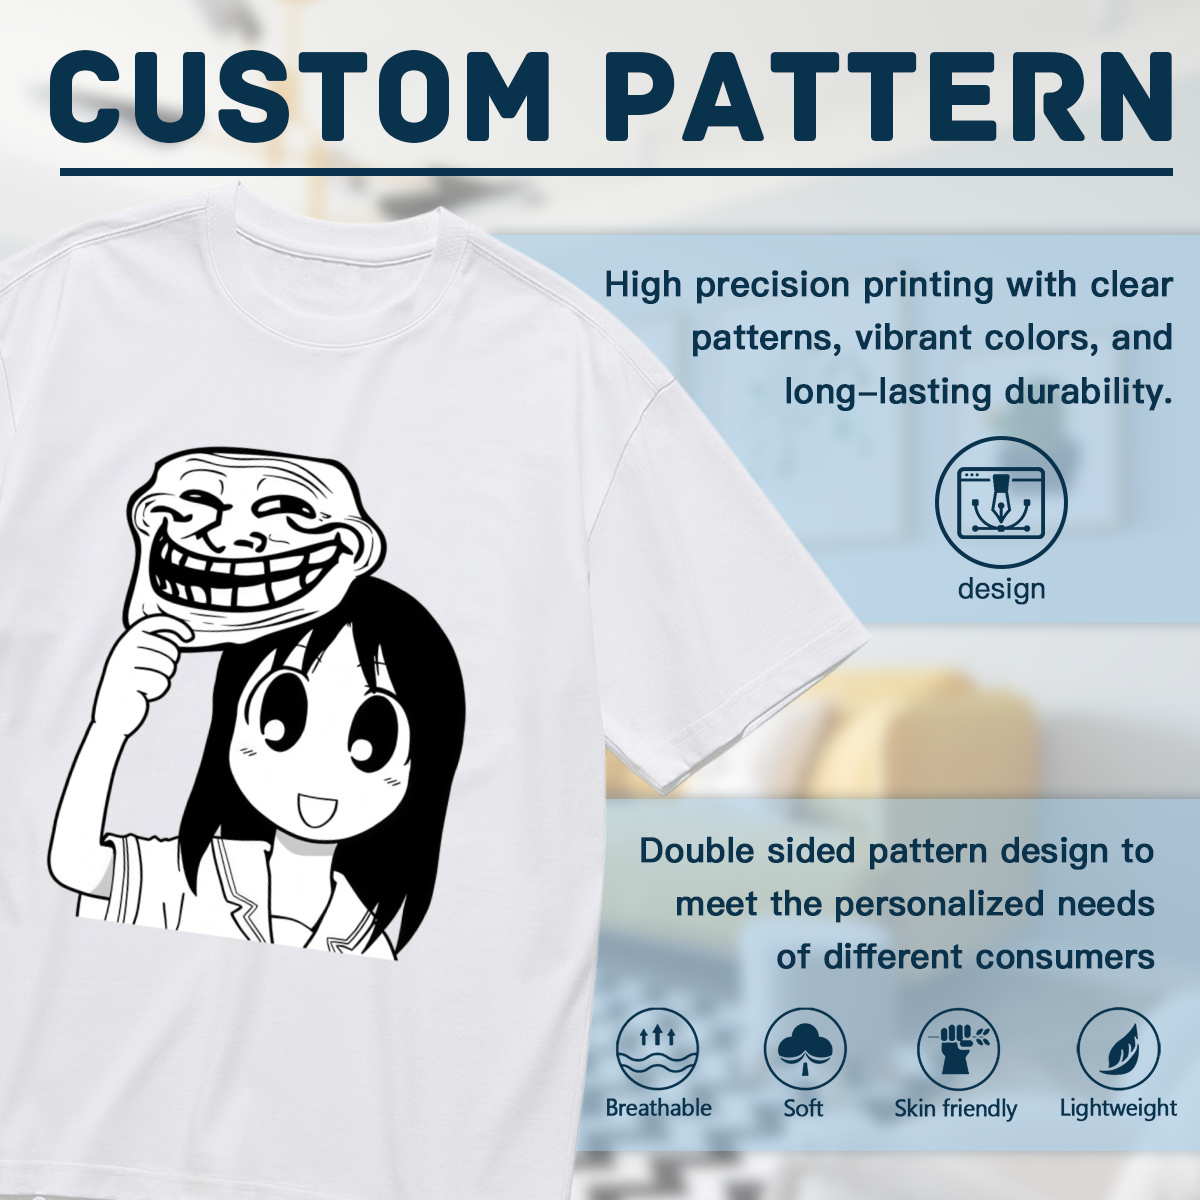 CUSTOM PATTERN
High precision printing with clear
patterns, vibrant colors, and
long-lasting durability.
design
Double sided pattern design to
meet the personalized needs
of different consumers
Breathable
Soft
Skin friendly
Lightweight